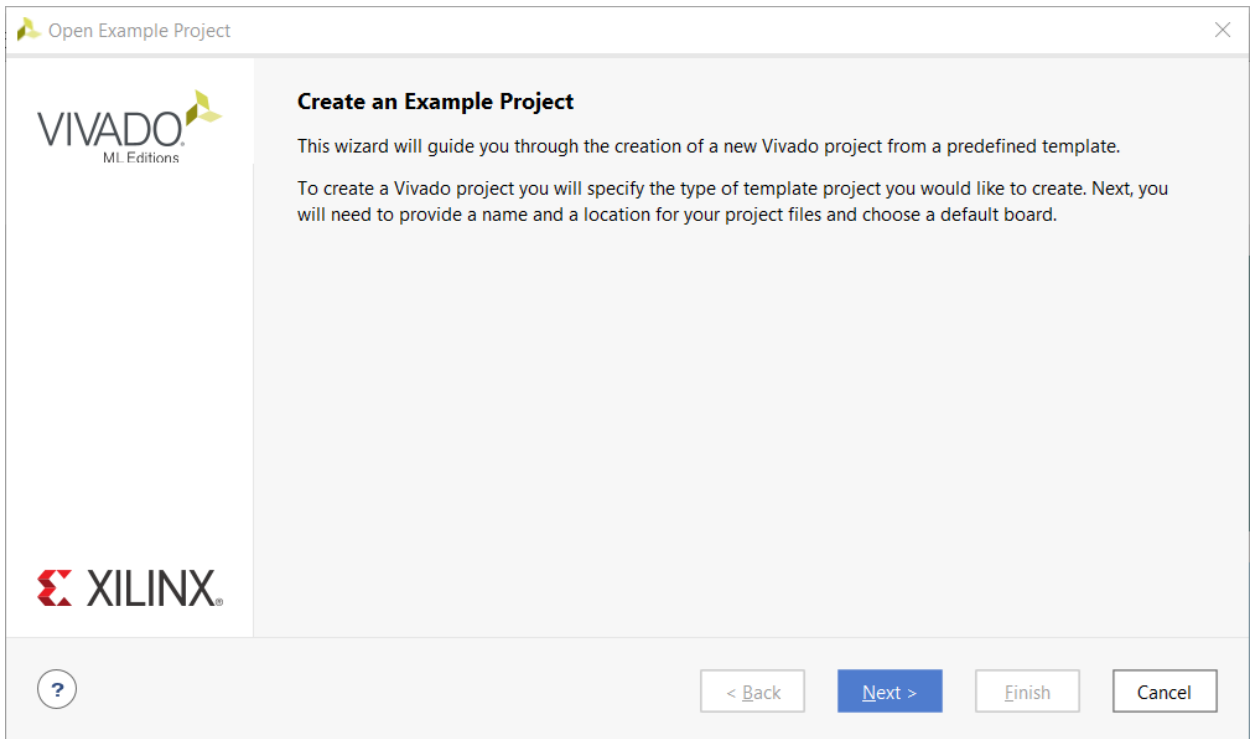 Open Example Project
VIVADO.
ML Editions
Create an Example Project
This wizard will guide you through the creation of a new Vivado project from a predefined template.
To create a Vivado project you will specify the type of template project you would like to create. Next, you
will need to provide a name and a location for your project files and choose a default board.
XILINX®
?
< Back
Next >
Finish
Cancel